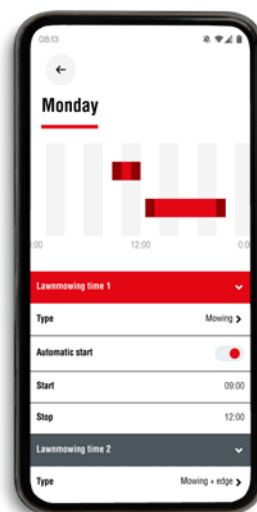 08:13
Monday
:00 12:00 0:0
Lawnmowing time 1
Type Mowing
Automatic start
Start 09:00
Stop 12:00
Lawnmowing time 2
Type Mowing + edge